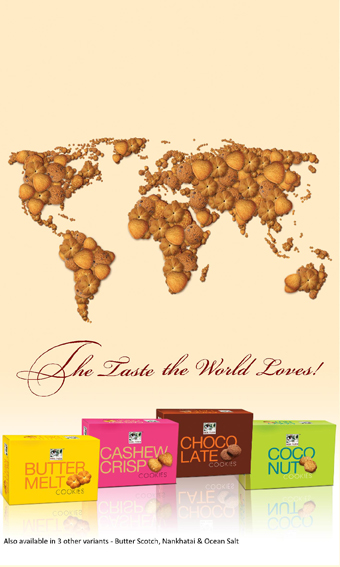 The Taste the World Loves!
BUTTER
MELT
COOKIES
CASHEW
CRISP
COOKIES
CHOCO
LATE
COOKIES
COCO
NUT
COOKIES
Also available in 3 other variants - Butter Scotch, Nankhatai & Ocean Salt